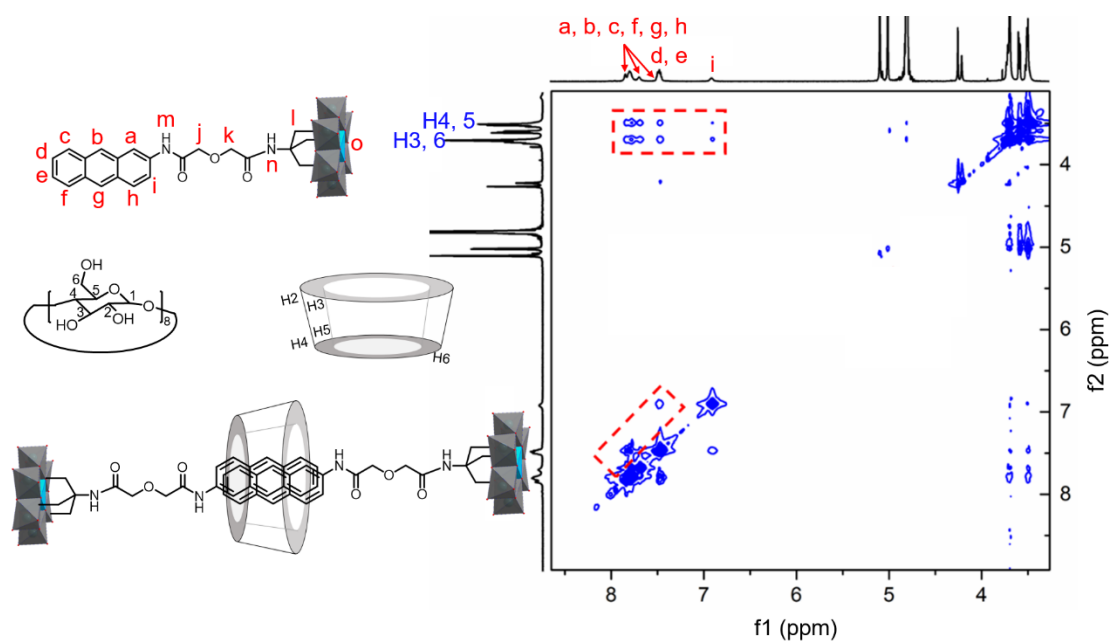 a, b, c, f, g, h
d, e
i
H4, 5
H3, 6
m
H
N
j
k
l
c
b
a
O
O
O
N
H
n
o
d
e
f
g
h
i
OH
6
5
O
4
1
O
3
2
HO
OH
8
H2
H3
H5
H4
H6
O
O
H
N
O
N
H
O
H
N
O
O
N
H
O
H
N
O
4
5
6
7
8
f2 (ppm)
8
7
6
5
4
f1 (ppm)